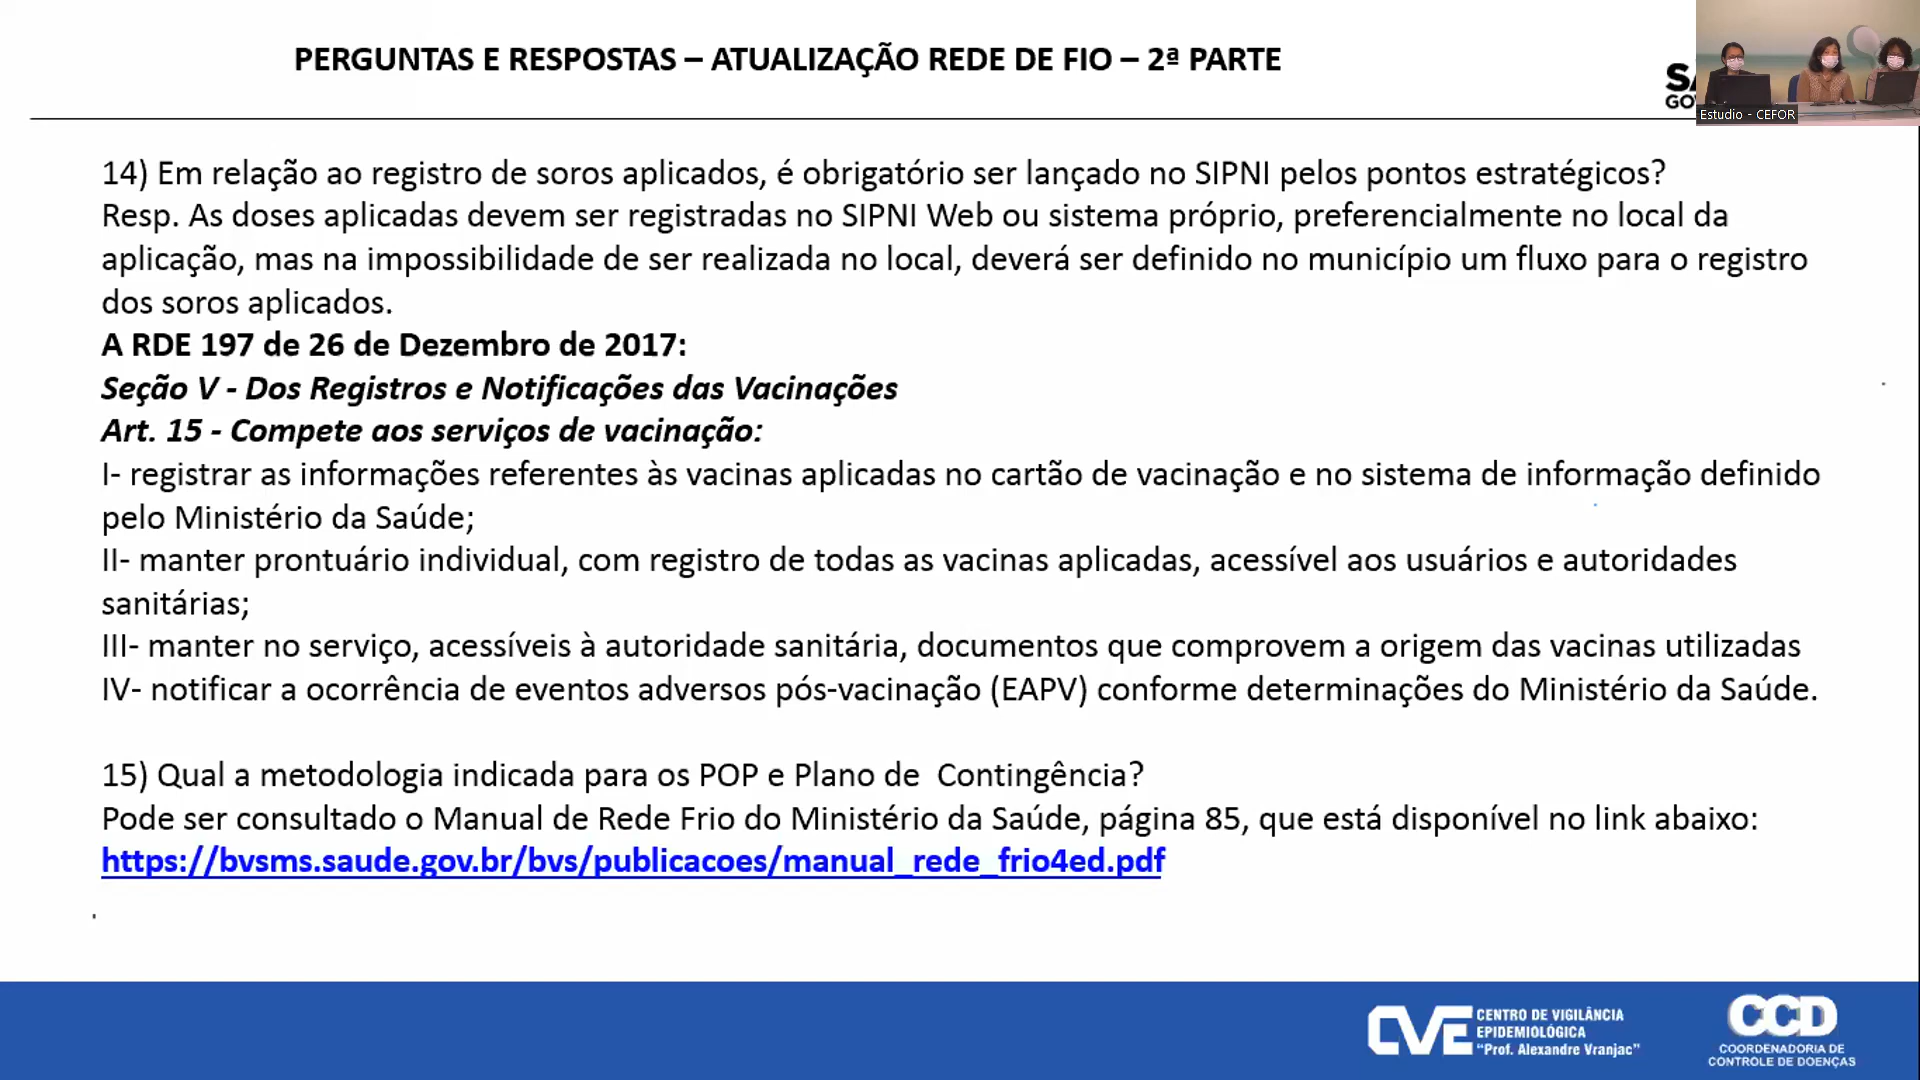 PERGUNTAS E RESPOSTAS – ATUALIZAÇÃO REDE DE FIO – 2ª PARTE
Estudio - CEFOR
14) Em relação ao registro de soros aplicados, é obrigatório ser lançado no SIPNI pelos pontos estratégicos?
Resp. As doses aplicadas devem ser registradas no SIPNI Web ou sistema próprio, preferencialmente no local da
aplicação, mas na impossibilidade de ser realizada no local, deverá ser definido no município um fluxo para o registro
dos soros aplicados.
A RDE 197 de 26 de Dezembro de 2017:
Seção V - Dos Registros e Notificações das Vacinações
Art. 15 - Compete aos serviços de vacinação:
I- registrar as informações referentes às vacinas aplicadas no cartão de vacinação e no sistema de informação definido
pelo Ministério da Saúde;
II- manter prontuário individual, com registro de todas as vacinas aplicadas, acessível aos usuários e autoridades
sanitárias;
III- manter no serviço, acessíveis à autoridade sanitária, documentos que comprovem a origem das vacinas utilizadas
IV- notificar a ocorrência de eventos adversos pós-vacinação (EAPV) conforme determinações do Ministério da Saúde.
15) Qual a metodologia indicada para os POP e Plano de  Contingência?
Pode ser consultado o Manual de Rede Frio do Ministério da Saúde, página 85, que está disponível no link abaixo:
https://bvsms.saude.gov.br/bvs/publicacoes/manual_rede_frio4ed.pdf
CVE CENTRO DE VIGILÂNCIA
EPIDEMIOLÓGICA
"Prof. Alexandre Vranjac"
CCD
COORDENADORIA DE
CONTROLE DE DOENÇAS